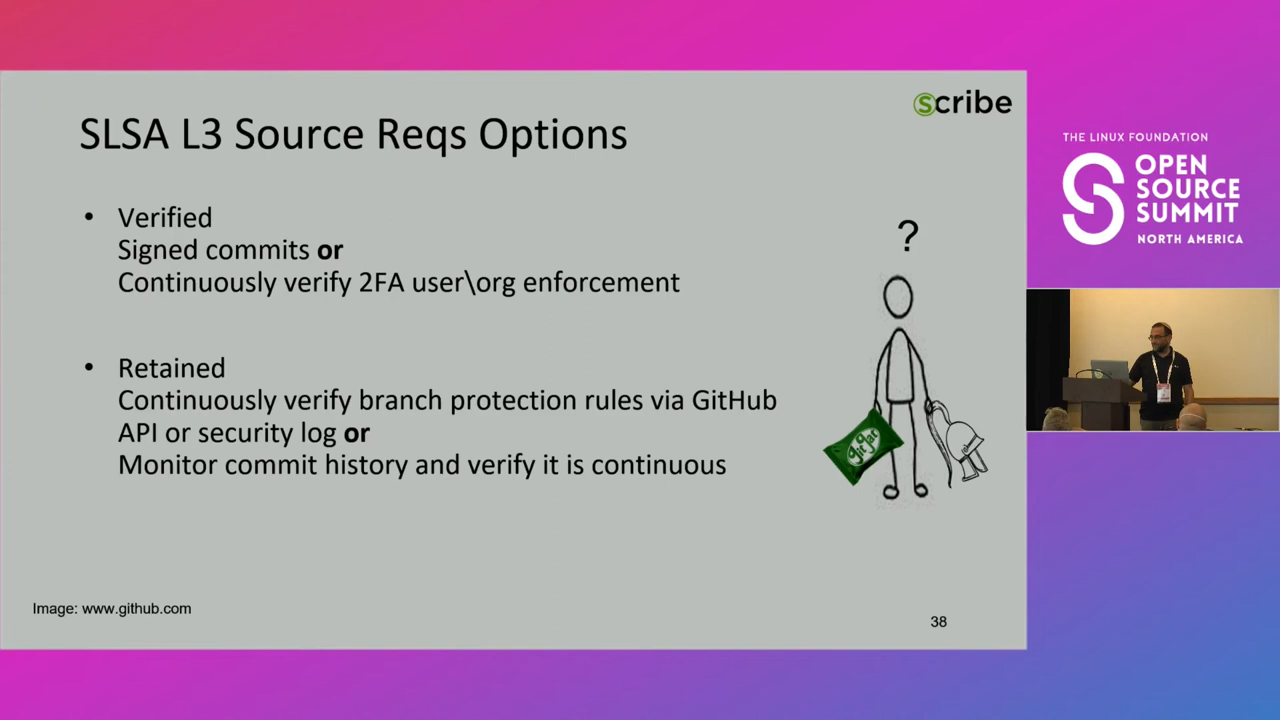 scribe
SLSA L3 Source Reqs Options
• Verified
Signed commits or
Continuously verify 2FA user\org enforcement
• Retained
Continuously verify branch protection rules via GitHub
API or security log or
Monitor commit history and verify it is continuous
?
Image: www.github.com
38
THE LINUX FOUNDATION
OPEN
SOURCE
SUMMIT
NORTH AMERICA